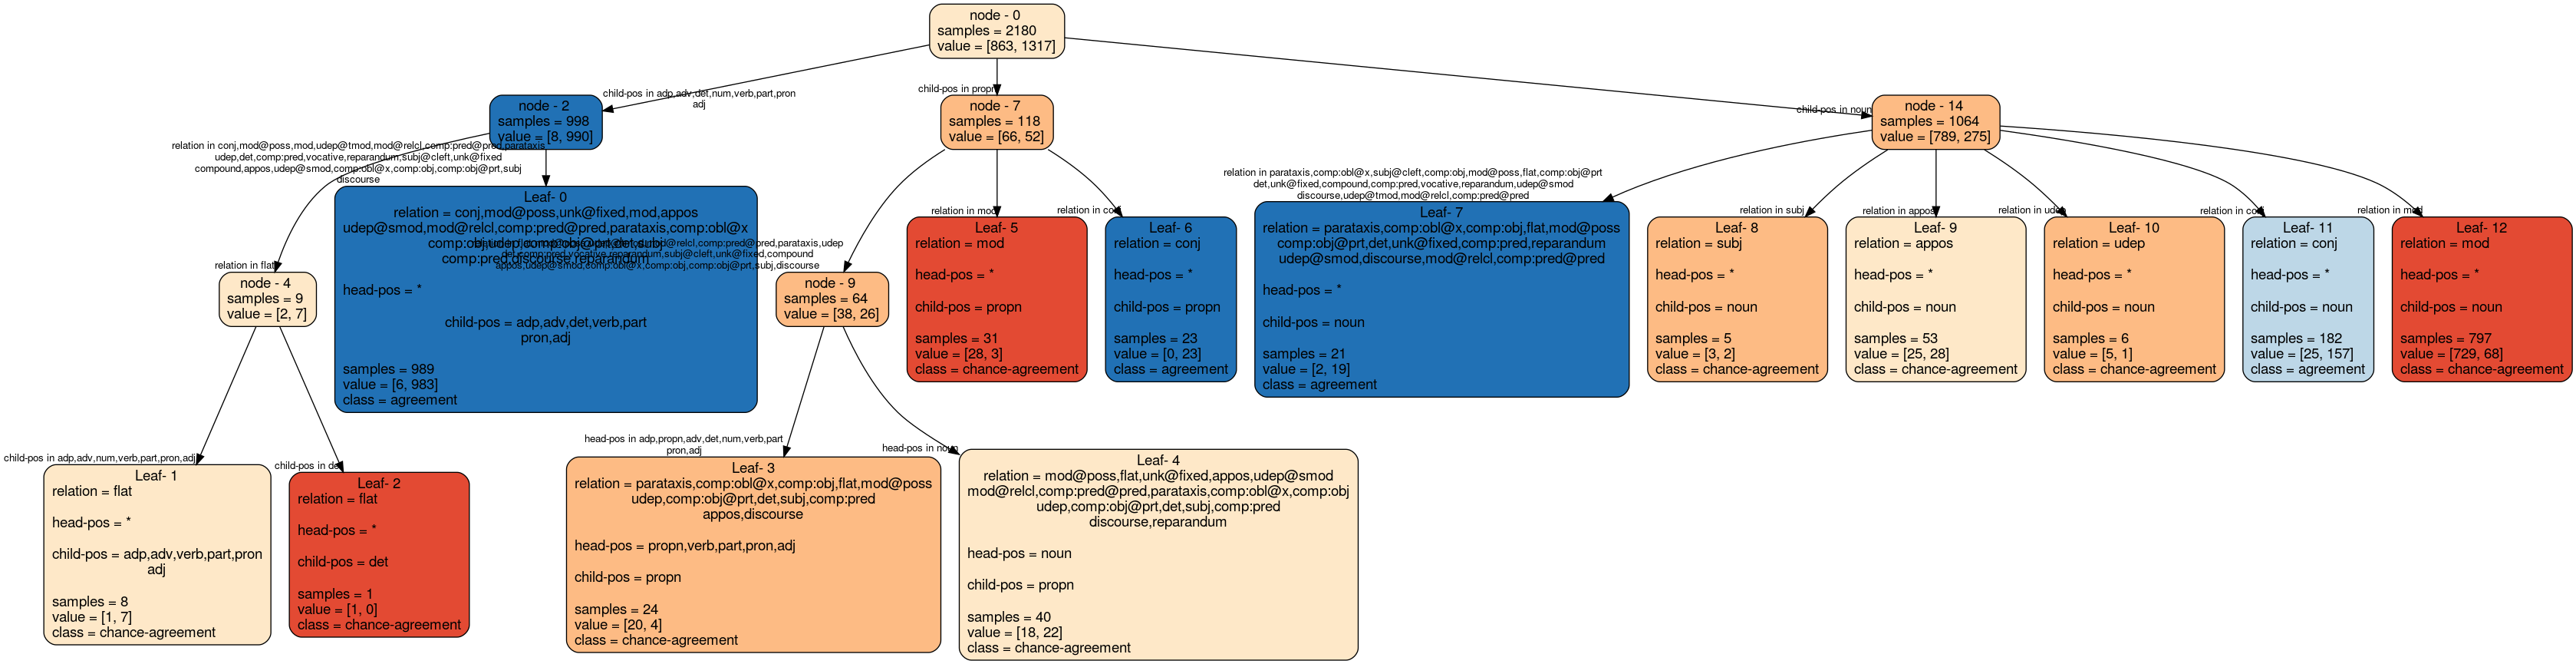 node - 0
samples = 2180
value = [863, 1317]
child-pos in adp,adv,det,num,verb,part,pron
adj
child-pos in propn
child-pos in noun
node - 2
samples = 998
value = [8, 990]
node - 7
samples = 118
value = [66, 52]
node - 14
samples = 1064
value = [789, 275]
relation in conj,mod@poss,mod,udep@tmod,mod@relcl,comp:pred@pred,parataxis
udep,det,comp:pred,vocative,reparandum,subj@cleft,unk@fixed
compound,appos,udep@smod,comp:obl@x,comp:obj,comp:obj@prt,subj
discourse
relation in flat
Leaf- 0
relation = conj,mod@poss,unk@fixed,mod,appos
udep@smod,mod@relcl,comp:pred@pred,parataxis,comp:obl@x
comp:obj,udep,comp:obj@prt,det,subj
comp:pred,discourse,reparandum
head-pos = *
child-pos = adp,adv,det,verb,part
pron,adj
samples = 989
value = [6, 983]
class = agreement
det,comp:pred,vocative,reparandum,subj@cleft,unk@fixed,compound
appos,udep@smod,comp:obl@x,comp:obj,comp:obj@prt,subj,discourse
relation in mod
relation in conj
Leaf- 5
relation = mod
head-pos = *
child-pos = propn
samples = 31
value = [28, 3]
class = chance-agreement
Leaf- 6
relation = conj
head-pos = *
child-pos = propn
samples = 23
value = [0, 23]
class = agreement
relation in parataxis,comp:obl@x,subj@cleft,comp:obj,mod@poss,flat,comp:obj@prt
det,unk@fixed,compound,comp:pred,vocative,reparandum,udep@smod
discourse,udep@tmod,mod@relcl,comp:pred@pred
Leaf- 7
relation = parataxis,comp:obl@x,comp:obj,flat,mod@poss
comp:obj@prt,det,unk@fixed,comp:pred,reparandum
udep@smod,discourse,mod@relcl,comp:pred@pred
head-pos = *
child-pos = noun
samples = 21
value = [2, 19]
class = agreement
relation in subj
Leaf- 8
relation = subj
head-pos = *
child-pos = noun
samples = 5
value = [3, 2]
class = chance-agreement
relation in appos
Leaf- 9
relation = appos
head-pos = *
child-pos = noun
samples = 53
value = [25, 28]
class = chance-agreement
relation in udep
Leaf- 10
relation = udep
head-pos = *
child-pos = noun
samples = 6
value = [5, 1]
class = chance-agreement
relation in conj
Leaf- 11
relation = conj
head-pos = *
child-pos = noun
samples = 182
value = [25, 157]
class = agreement
relation in mod
Leaf- 12
relation = mod
head-pos = *
child-pos = noun
samples = 797
value = [729, 68]
class = chance-agreement
node - 4
samples = 9
value = [2, 7]
node - 9
samples = 64
value = [38, 26]
child-pos in adp,adv,num,verb,part,pron,adj
child-pos in det
Leaf- 1
relation = flat
head-pos = *
child-pos = adp,adv,verb,part,pron
adj
samples = 8
value = [1, 7]
class = chance-agreement
Leaf- 2
relation = flat
head-pos = *
child-pos = det
samples = 1
value = [1, 0]
class = chance-agreement
head-pos in adp,propn,adv,det,num,verb,part
pron,adj
head-pos in noun
Leaf- 3
relation = parataxis,comp:obl@x,comp:obj,flat,mod@poss
udep,comp:obj@prt,det,subj,comp:pred
appos,discourse
head-pos = propn,verb,part,pron,adj
child-pos = propn
samples = 24
value = [20, 4]
class = chance-agreement
Leaf- 4
relation = mod@poss,flat,unk@fixed,appos,udep@smod
mod@relcl,comp:pred@pred,parataxis,comp:obl@x,comp:obj
udep,comp:obj@prt,det,subj,comp:pred
discourse,reparandum
head-pos = noun
child-pos = propn
samples = 40
value = [18, 22]
class = chance-agreement